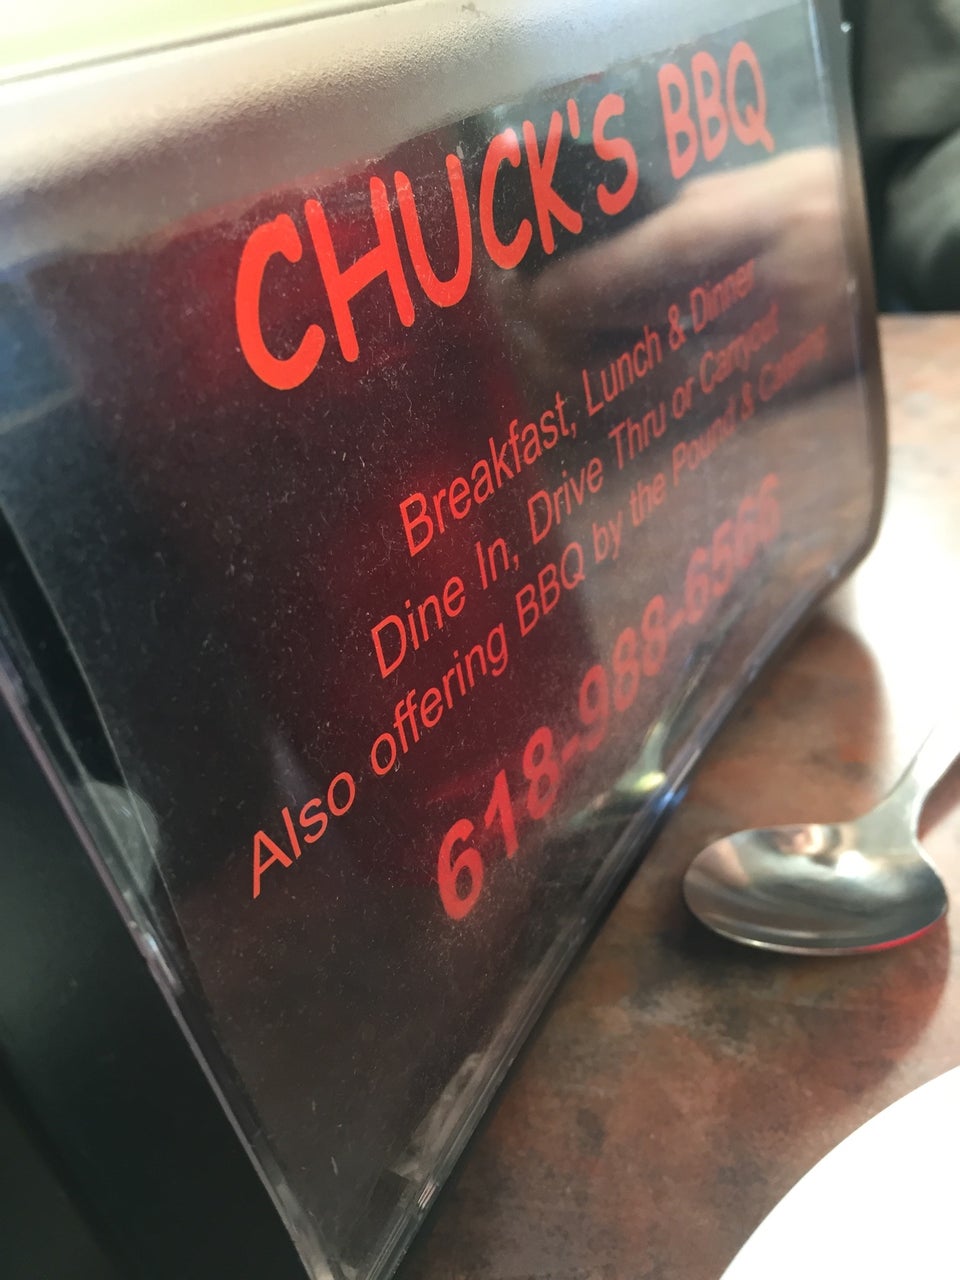 CHUCK'S BBQ
Breakfast, Lunch & Dinner
Dine In, Drive Thru or Carryout
Also offering BBQ by the Pound & Catering
618-988-6566